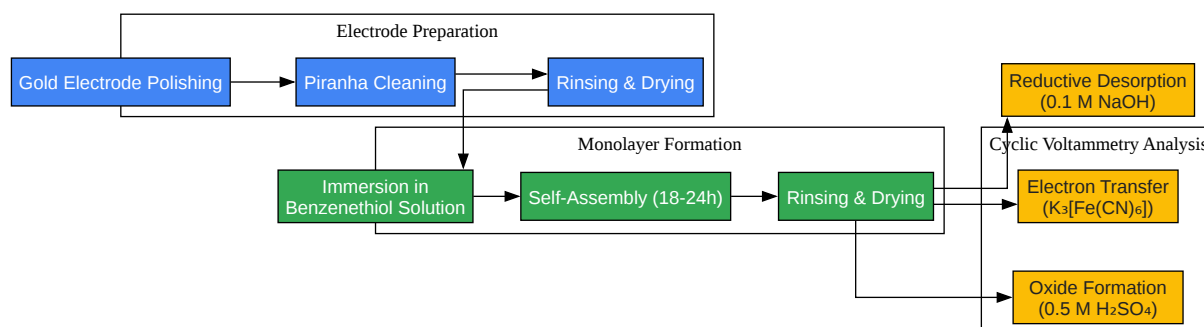 Electrode Preparation
Gold Electrode Polishing
Piranha Cleaning
Rinsing & Drying
Reductive Desorption
(0.1 M NaOH)
Monolayer Formation
Cyclic Voltammetry Analysis
Immersion in
Benzenethiol Solution
Self-Assembly (18-24h)
Rinsing & Drying
Electron Transfer
(K₃[Fe(CN)₆])
Oxide Formation
(0.5 M H₂SO₄)